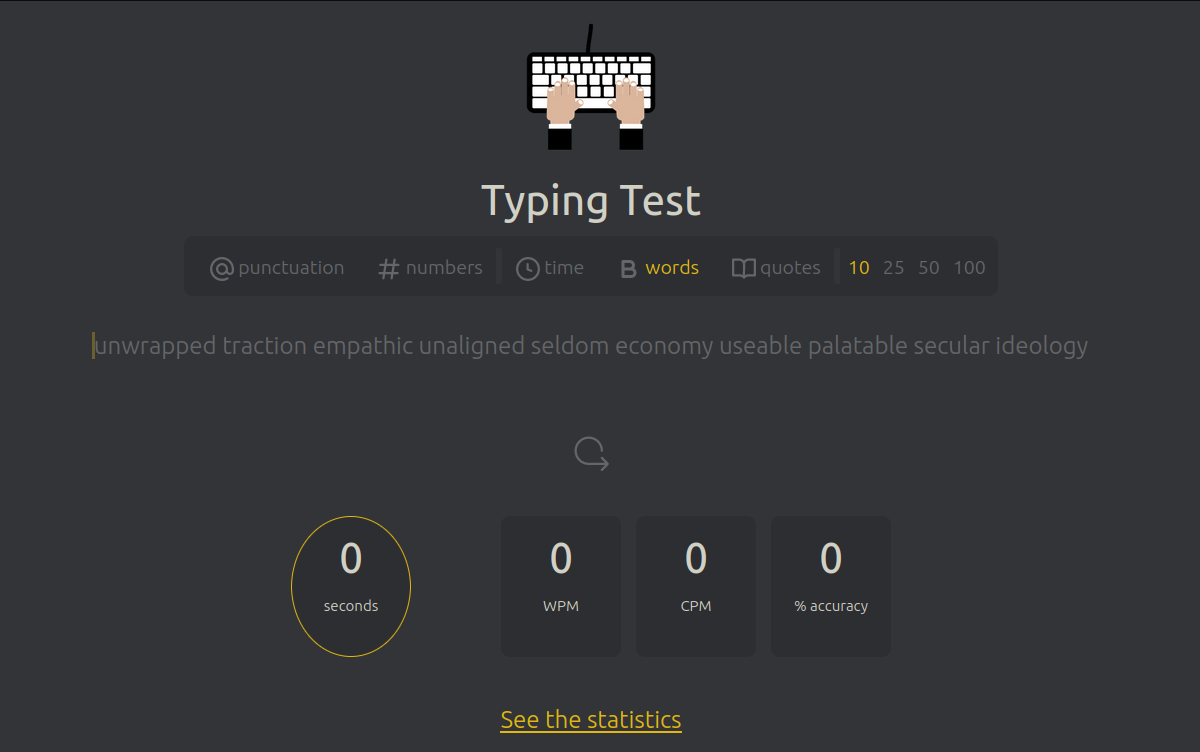 Typing Test
punctuation numbers time B words quotes 10 25 50 100
unwrapped traction empathic unaligned seldom economy useable palatable secular ideology
0 0 0 0
seconds WPM CPM % accuracy
See the statistics